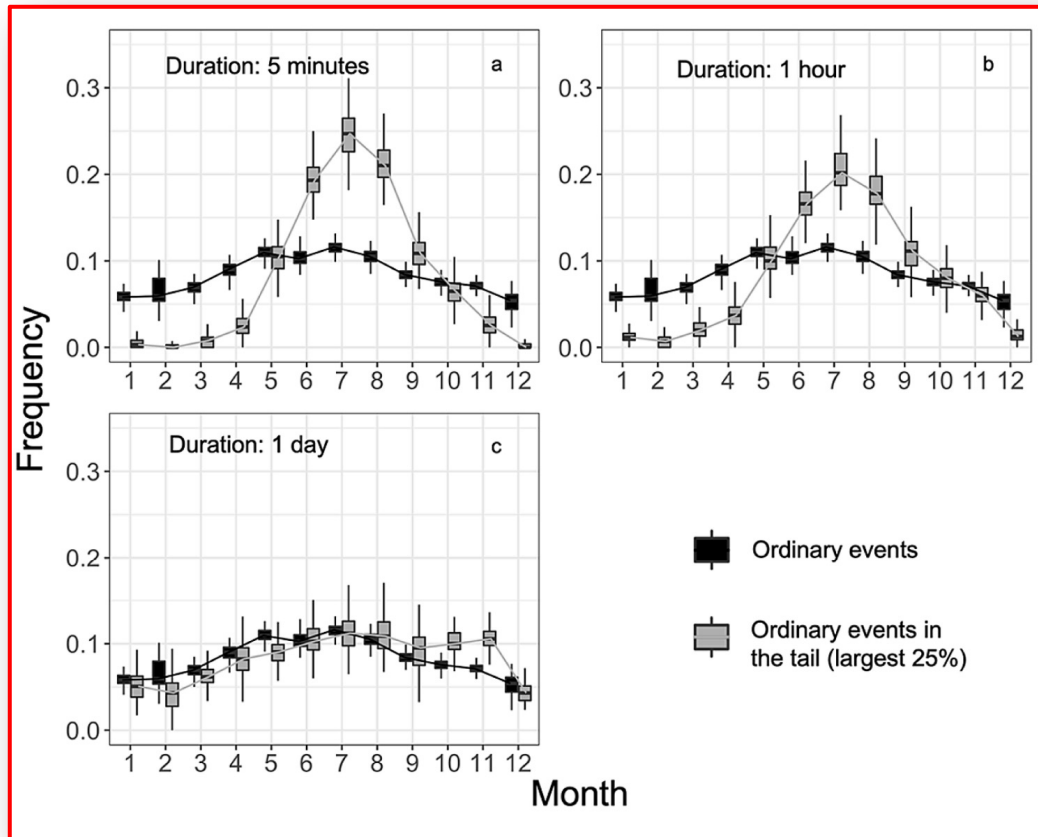 Duration: 5 minutes a
Duration: 1 hour b
0.3
0.2
0.1
0.0
1 2 3 4 5 6 7 8 9 10 11 12
0.3
0.2
0.1
0.0
1 2 3 4 5 6 7 8 9 10 11 12
Duration: 1 day c
0.3
0.2
0.1
0.0
1 2 3 4 5 6 7 8 9 10 11 12
Frequency
Month
Ordinary events
Ordinary events in
the tail (largest 25%)